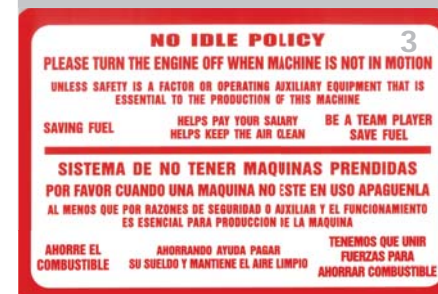 3
NO IDLE POLICY
PLEASE TURN THE ENGINE OFF WHEN MACHINE IS NOT IN MOTION
UNLESS SAFETY IS A FACTOR OR OPERATING AUXILIARY EQUIPMENT THAT IS
ESSENTIAL TO THE PRODUCTION OF THIS MACHINE
SAVING FUEL
HELPS PAY YOUR SALARY
HELPS KEEP THE AIR CLEAN
BE A TEAM PLAYER
SAVE FUEL
SISTEMA DE NO TENER MAQUINAS PRENDIDAS
POR FAVOR CUANDO UNA MAQUINA NO ESTE EN USO APAGUENLA
AL MENOS QUE POR RAZONES DE SEGURIDAD O AUXILIAR Y EL FUNCIONAMIENTO
ES ESENCIAL PARA PRODUCCION DE LA MAQUINA
AHORRE EL
COMBUSTIBLE
AHORRANDO AYUDA PAGAR
SU SUELDO Y MANTIENE EL AIRE LIMPIO
TENEMOS QUE UNIR
FUERZAS PARA
AHORRAR COMBUSTIBLE